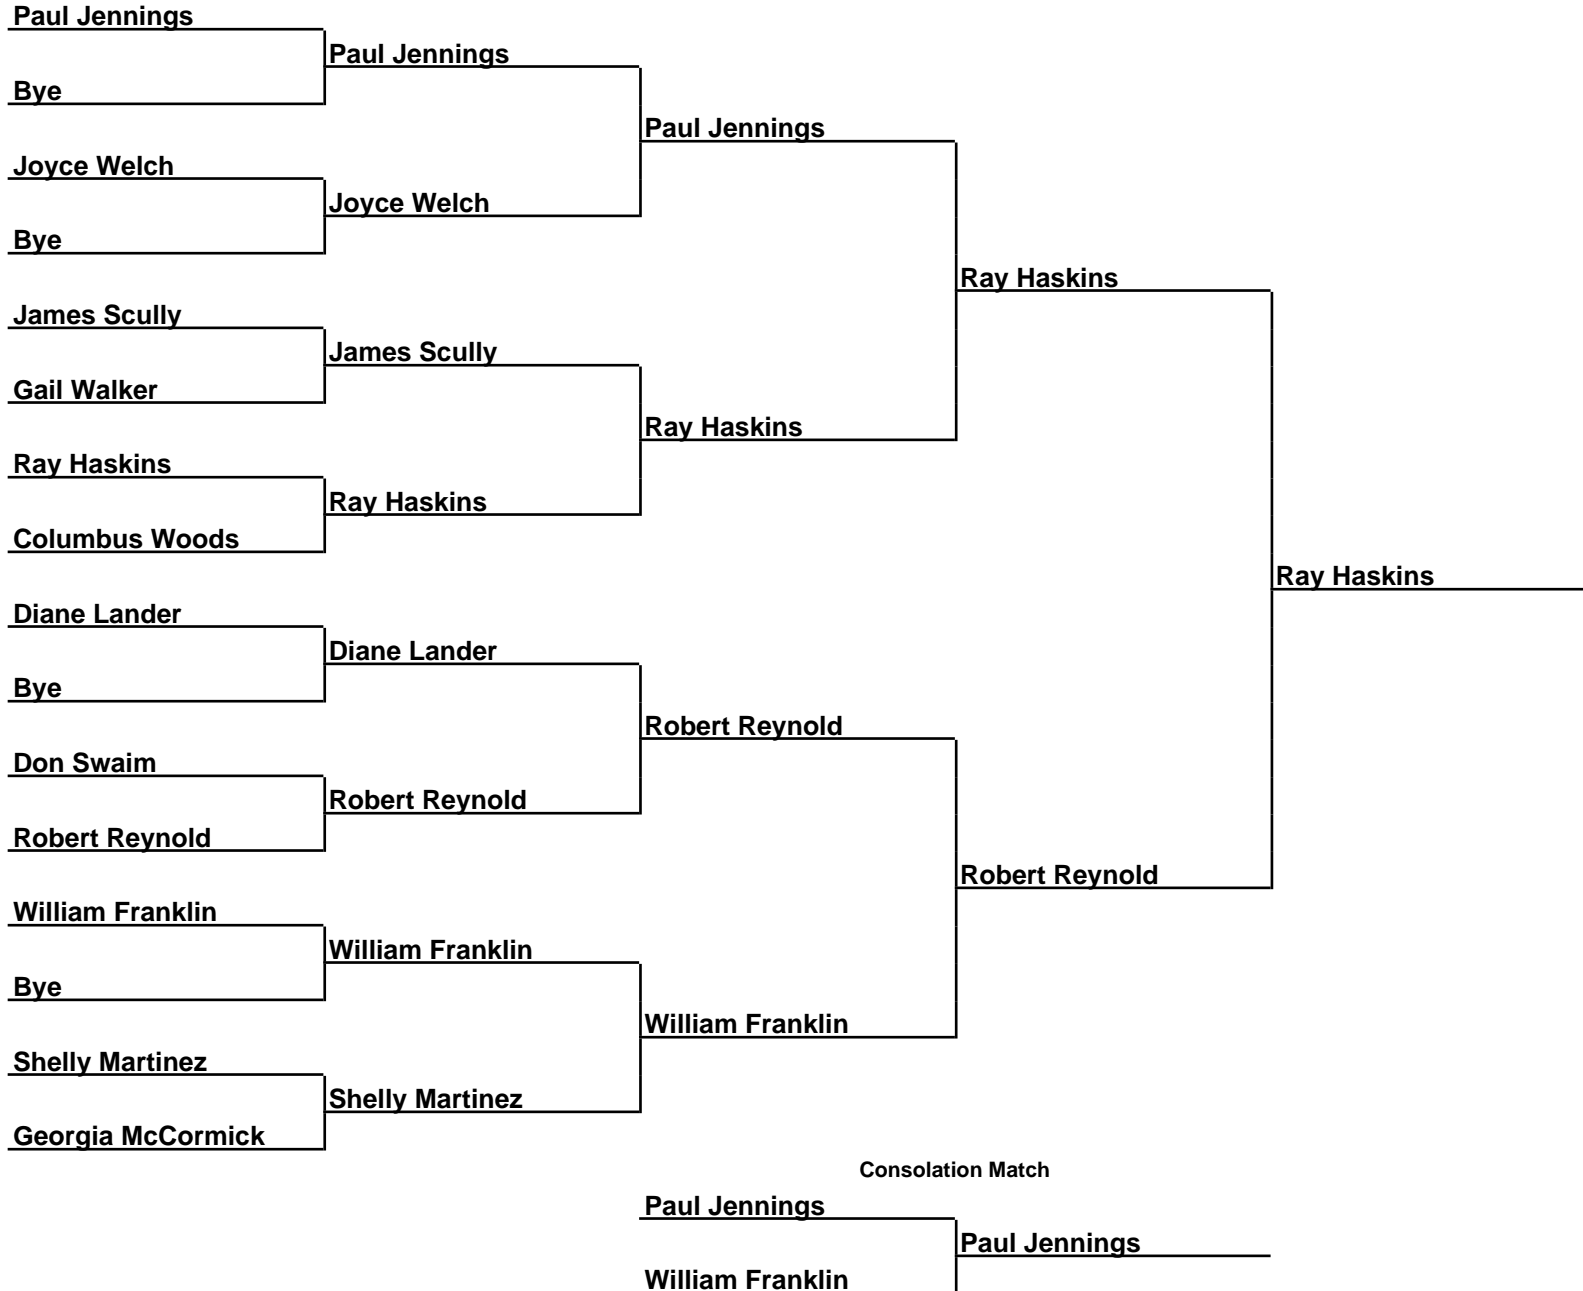 Paul Jennings
Paul Jennings
Bye
Paul Jennings
Joyce Welch
Joyce Welch
Bye
Ray Haskins
James Scully
James Scully
Gail Walker
Ray Haskins
Ray Haskins
Ray Haskins
Columbus Woods
Ray Haskins
Diane Lander
Diane Lander
Bye
Robert Reynold
Don Swaim
Robert Reynold
Robert Reynold
Robert Reynold
William Franklin
William Franklin
Bye
William Franklin
Shelly Martinez
Shelly Martinez
Georgia McCormick
Consolation Match
Paul Jennings
Paul Jennings
William Franklin